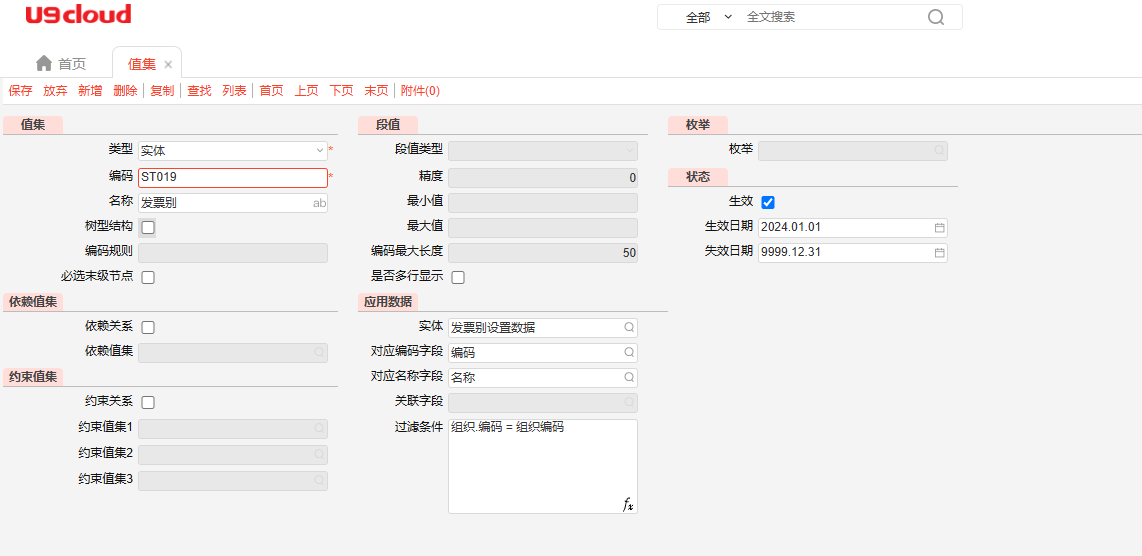 U9cloud
全部 全文搜索
首页 值集 ×
保存 放弃 新增 删除 复制 查找 列表 首页 上页 下页 末页 附件(0)
值集 段值 枚举
类型 实体 * 段值类型 枚举
编码 ST019 * 精度 0 状态
名称 发票别 ab 最小值 生效
树型结构 最大值 生效日期 2024.01.01
编码规则 编码最大长度 50 失效日期 9999.12.31
必选末级节点 是否多行显示
依赖值集 应用数据
依赖关系 实体 发票别设置数据
依赖值集 对应编码字段 编码
约束值集 对应名称字段 名称
约束关系 关联字段
约束值集1 过滤条件 组织.编码 = 组织编码
约束值集2
约束值集3
fx